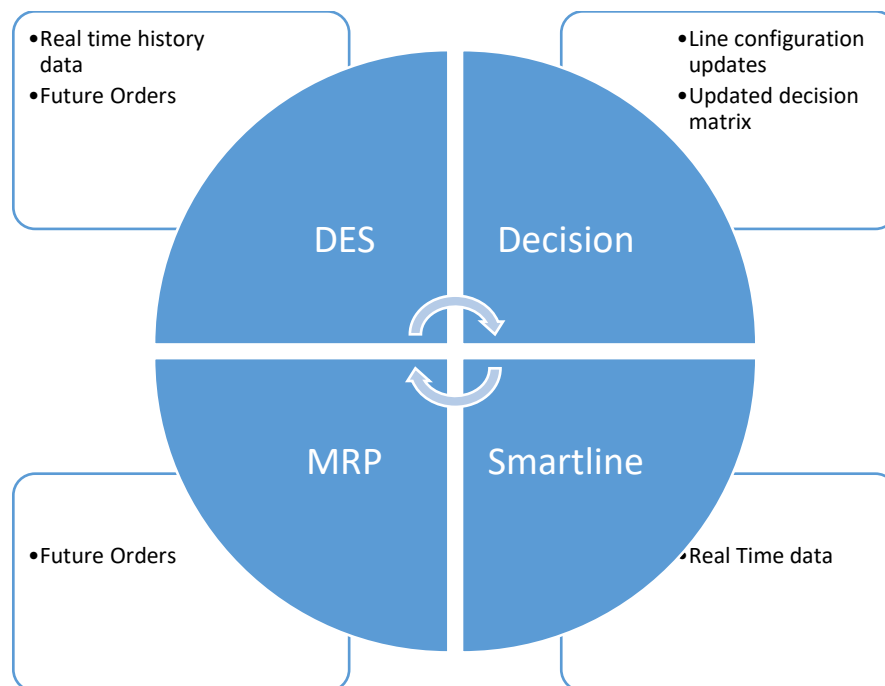 •Real time history
data
•Future Orders
•Line configuration
updates
•Updated decision
matrix
DES
Decision
MRP
Smartline
•Future Orders
•Real Time data